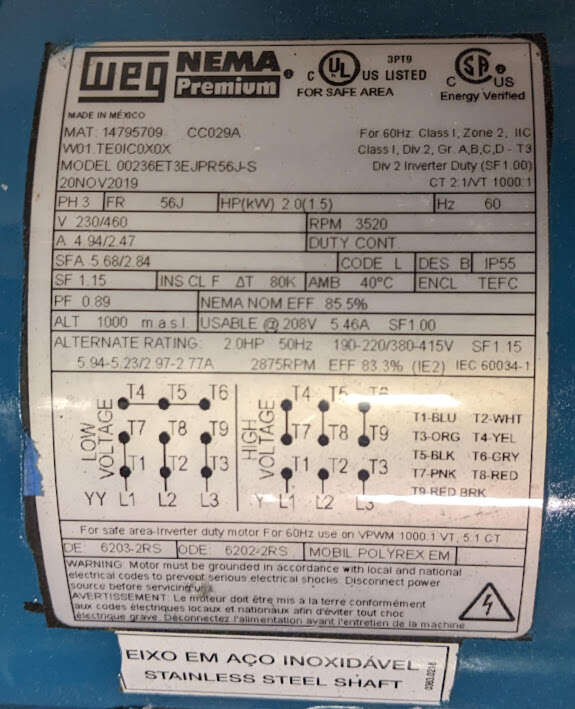 WEG NEMA Premium® C UL® US LISTED 3PT9 FOR SAFE AREA C CSA® US Energy Verified
MADE IN MÉXICO
MAT: 14795709 CC029A For 60Hz: Class I, Zone 2, IIC
W01.TE0IC0X0X Class I, Div 2, Gr. A,B,C,D - T3
MODEL 00236ET3EJPR56J-S Div 2 Inverter Duty (SF1.00)
20NOV2019 CT 2:1/VT 1000:1
PH 3 FR 56J HP(kW) 2.0(1.5) Hz 60
V 230/460 RPM 3520
A 4.94/2.47 DUTY CONT.
SFA 5.68/2.84 CODE L DES B IP55
SF 1.15 INS CL F ΔT 80K AMB 40°C ENCL TEFC
PF 0.89 NEMA NOM EFF 85.5%
ALT 1000 m.a.s.l. USABLE @ 208V 5.46A SF1.00
ALTERNATE RATING: 2.0HP 50Hz 190-220/380-415V SF1.15
5.94-5.23/2.97-2.77A 2875RPM EFF 83.3% (IE2) IEC 60034-1
LOW VOLTAGE
T4 T5 T6
T7 T8 T9
T1 T2 T3
YY L1 L2 L3
HIGH VOLTAGE
T4 T5 T6
T7 T8 T9
T1 T2 T3
Y L1 L2 L3
T1-BLU T2-WHT
T3-ORG T4-YEL
T5-BLK T6-GRY
T7-PNK T8-RED
T9-RED BRK
For safe area-Inverter duty motor For 60Hz use on VPWM 1000:1 VT, 5:1 CT
DE 6203-2RS ODE 6202-2RS MOBIL POLYREX EM
WARNING: Motor must be grounded in accordance with local and national
electrical codes to prevent serious electrical shocks. Disconnect power
source before servicing
AVERTISSEMENT: Le moteur doit être mis a la terre conformément
aux codes électriques locaux et nationaux afin d'éviter tout choc
électrique grave. Déconnectez l'alimentation avant l'entretien de la machine
EIXO EM AÇO INOXIDÁVEL
STAINLESS STEEL SHAFT